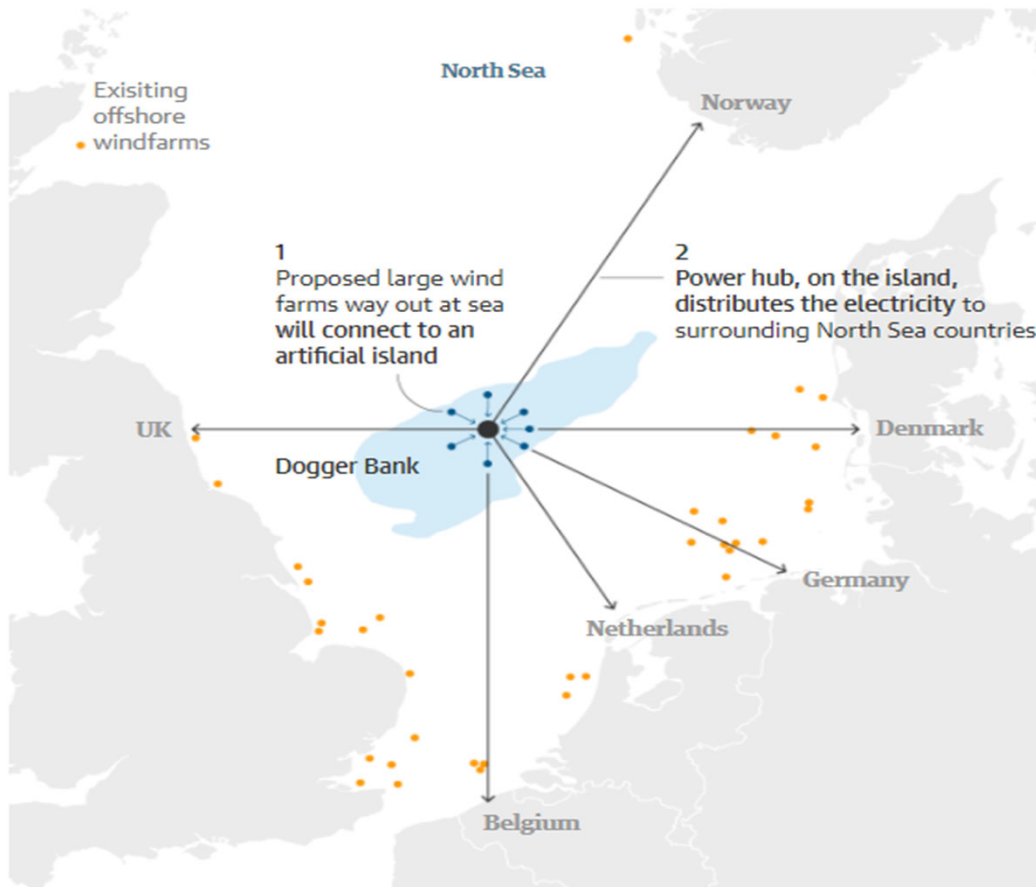 North Sea
Exisiting
offshore
windfarms
Norway
1
Proposed large wind
farms way out at sea
will connect to an
artificial island
2
Power hub, on the island,
distributes the electricity to
surrounding North Sea countries
UK
Denmark
Dogger Bank
Germany
Netherlands
Belgium